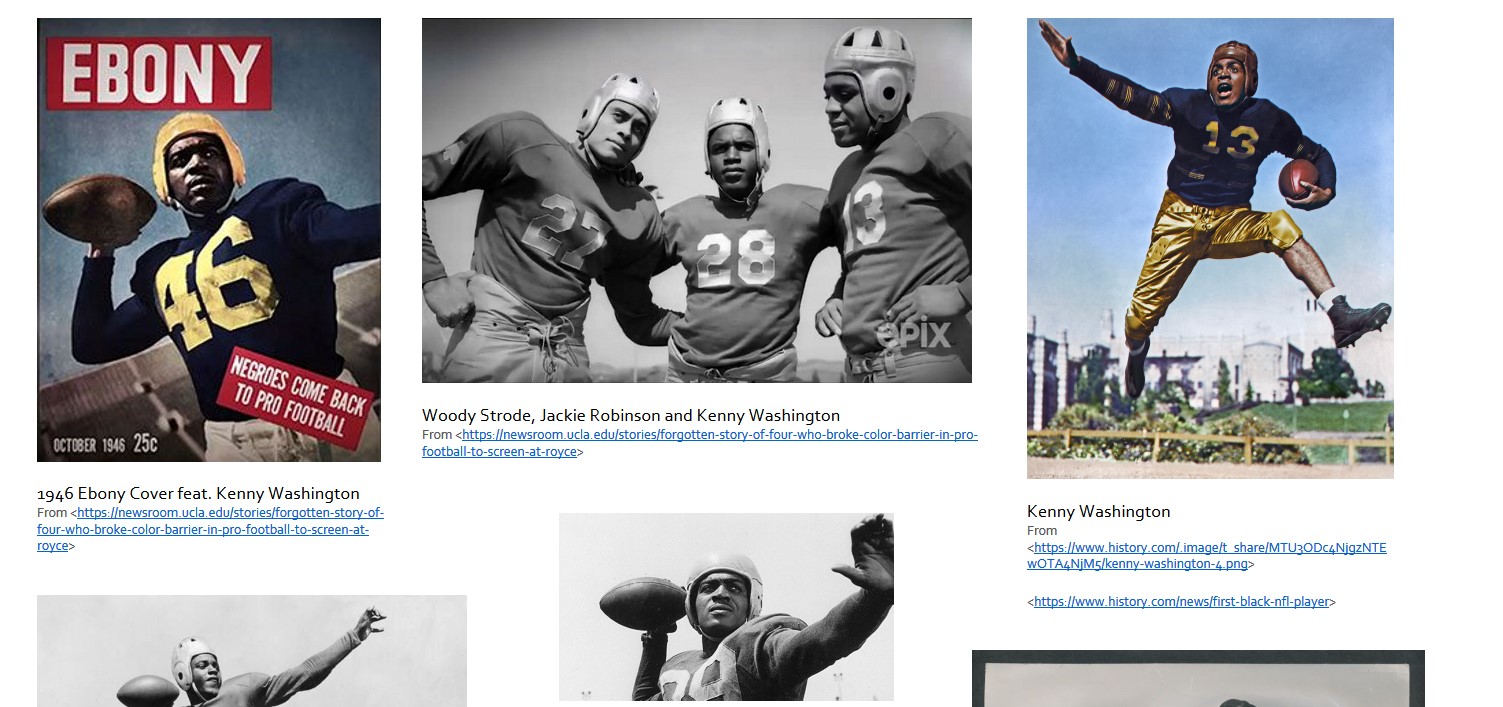 EBONY
46
NEGROES COME BACK
TO PRO FOOTBALL
OCTOBER 1946 25c
1946 Ebony Cover feat. Kenny Washington
From <https://newsroom.ucla.edu/stories/forgotten-story-of-
four-who-broke-color-barrier-in-pro-football-to-screen-at-
royce>
27
28
13
epix
Woody Strode, Jackie Robinson and Kenny Washington
From <https://newsroom.ucla.edu/stories/forgotten-story-of-four-who-broke-color-barrier-in-pro-
football-to-screen-at-royce>
13
Kenny Washington
From
<https://www.history.com/.image/t_share/MTU3ODc4NjgzNTE
wOTA4NjM5/kenny-washington-4.png>
<https://www.history.com/news/first-black-nfl-player>